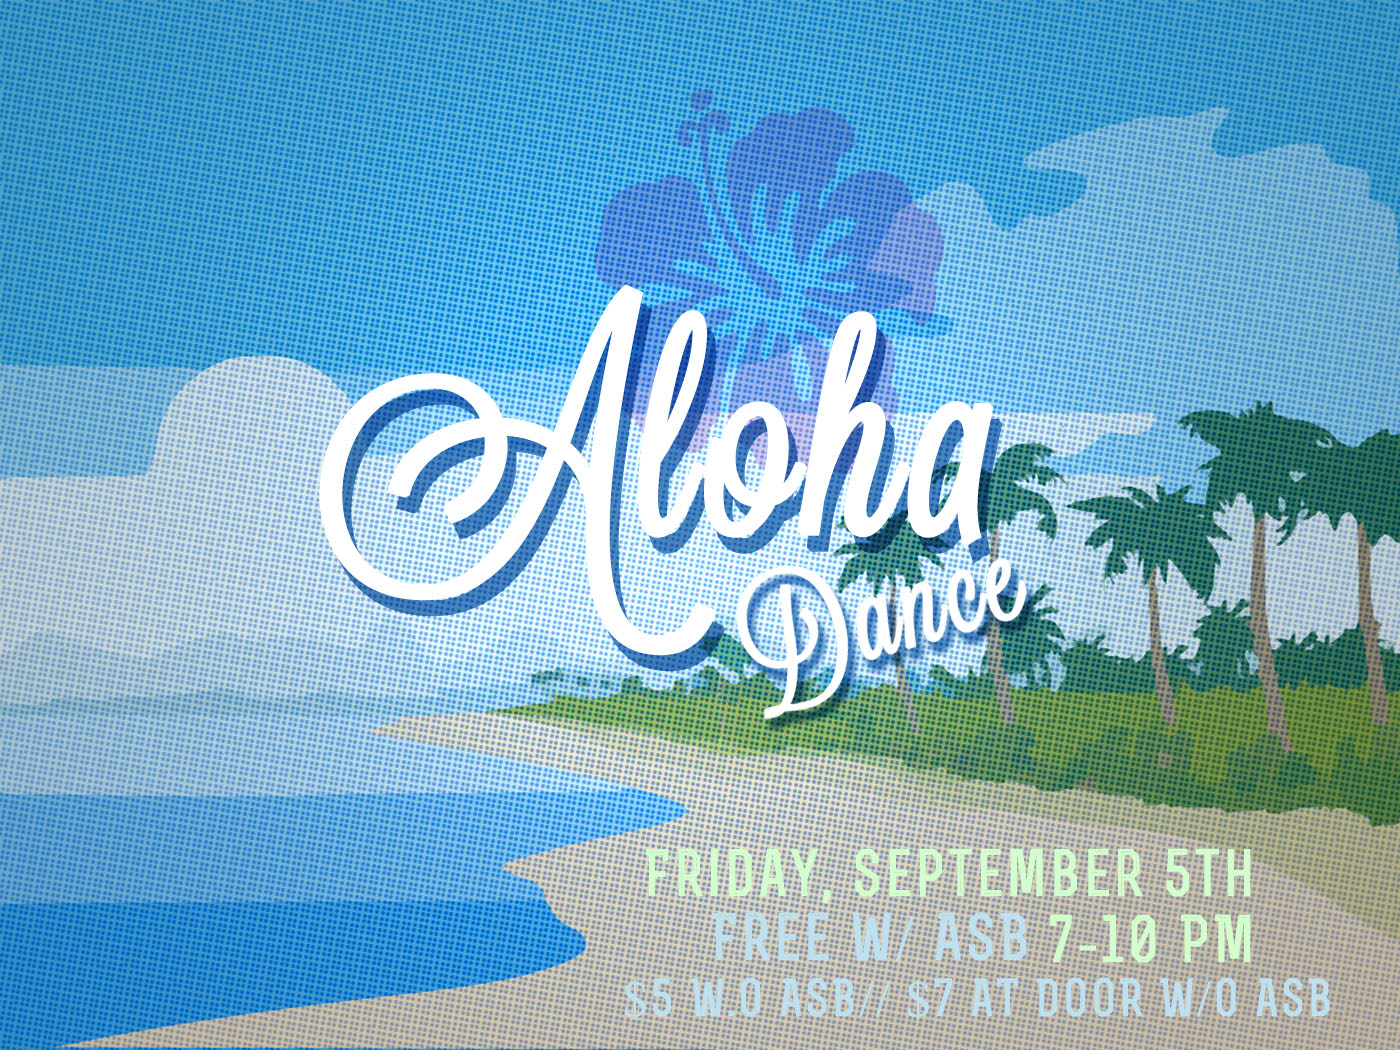 Aloha
Dance
FRIDAY, SEPTEMBER 5TH
FREE W/ ASB 7-10 PM
$5 W.O ASB// $7 AT DOOR W/O ASB